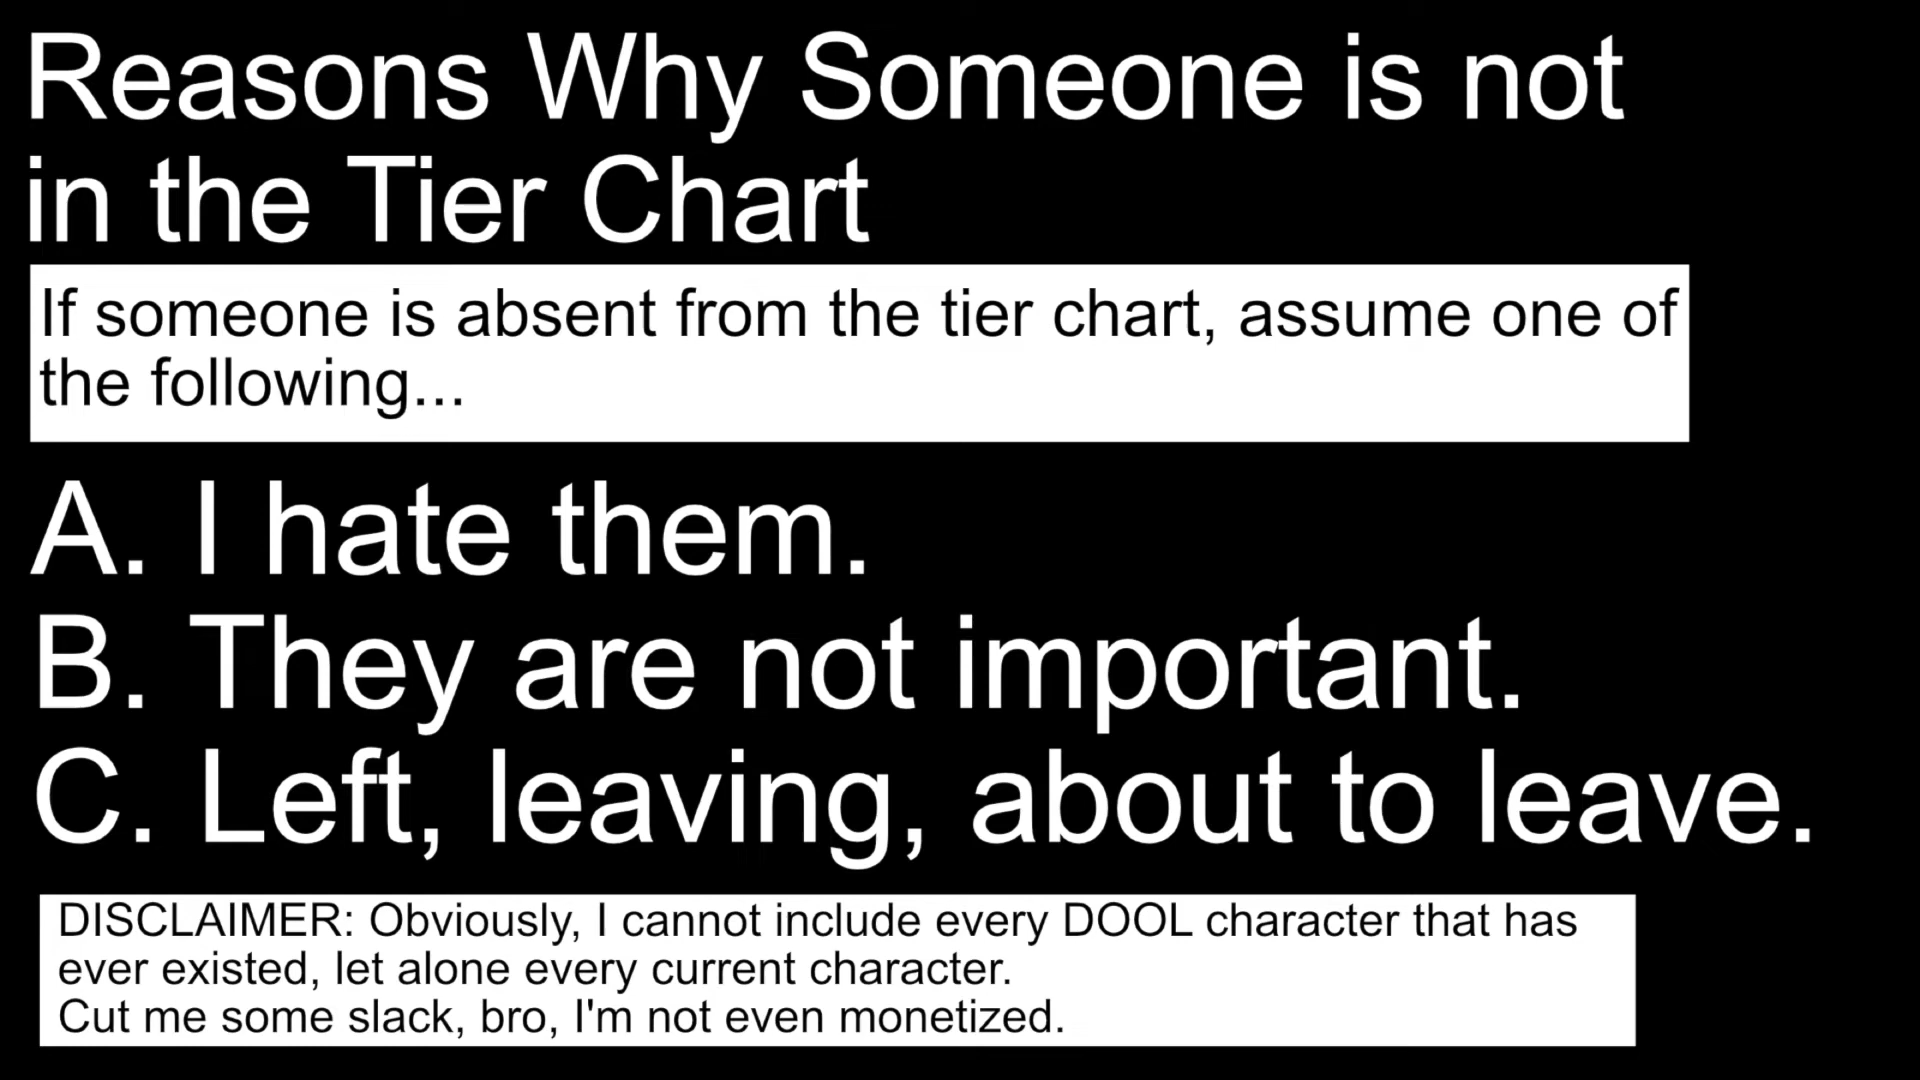 Reasons Why Someone is not
in the Tier Chart
If someone is absent from the tier chart, assume one of
the following...
A. I hate them.
B. They are not important.
C. Left, leaving, about to leave.
DISCLAIMER: Obviously, I cannot include every DOOL character that has
ever existed, let alone every current character.
Cut me some slack, bro, I'm not even monetized.